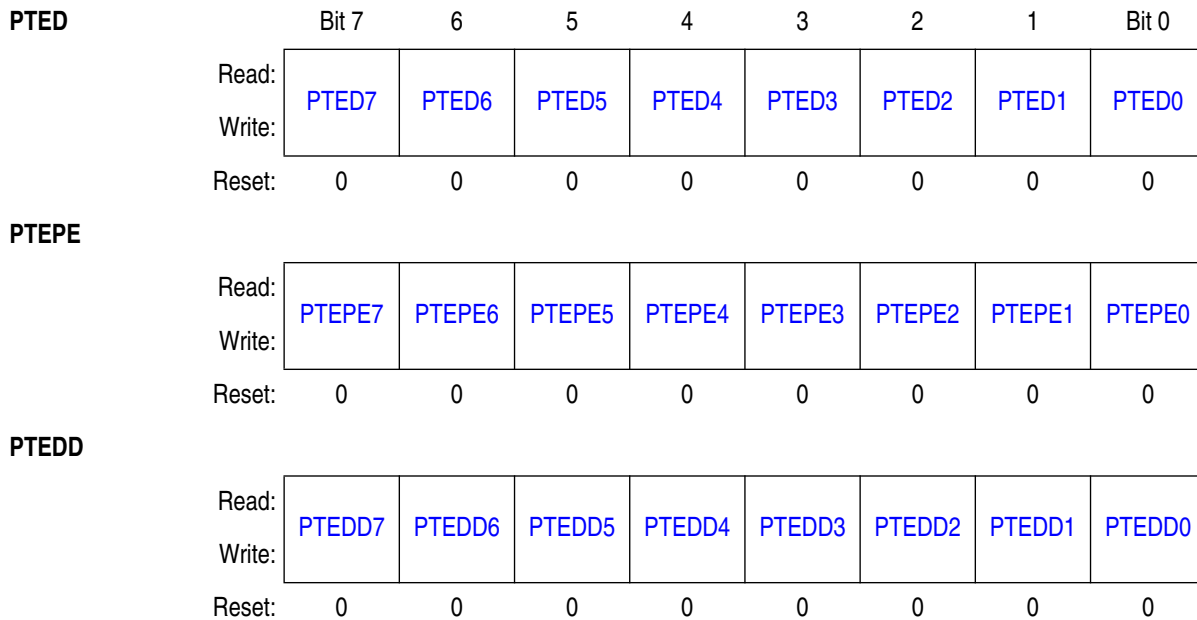 PTED Bit 7 6 5 4 3 2 1 Bit 0
Read:
PTED7 PTED6 PTED5 PTED4 PTED3 PTED2 PTED1 PTED0
Write:
Reset: 0 0 0 0 0 0 0 0
PTEPE
Read:
PTEPE7 PTEPE6 PTEPE5 PTEPE4 PTEPE3 PTEPE2 PTEPE1 PTEPE0
Write:
Reset: 0 0 0 0 0 0 0 0
PTEDD
Read:
PTEDD7 PTEDD6 PTEDD5 PTEDD4 PTEDD3 PTEDD2 PTEDD1 PTEDD0
Write:
Reset: 0 0 0 0 0 0 0 0